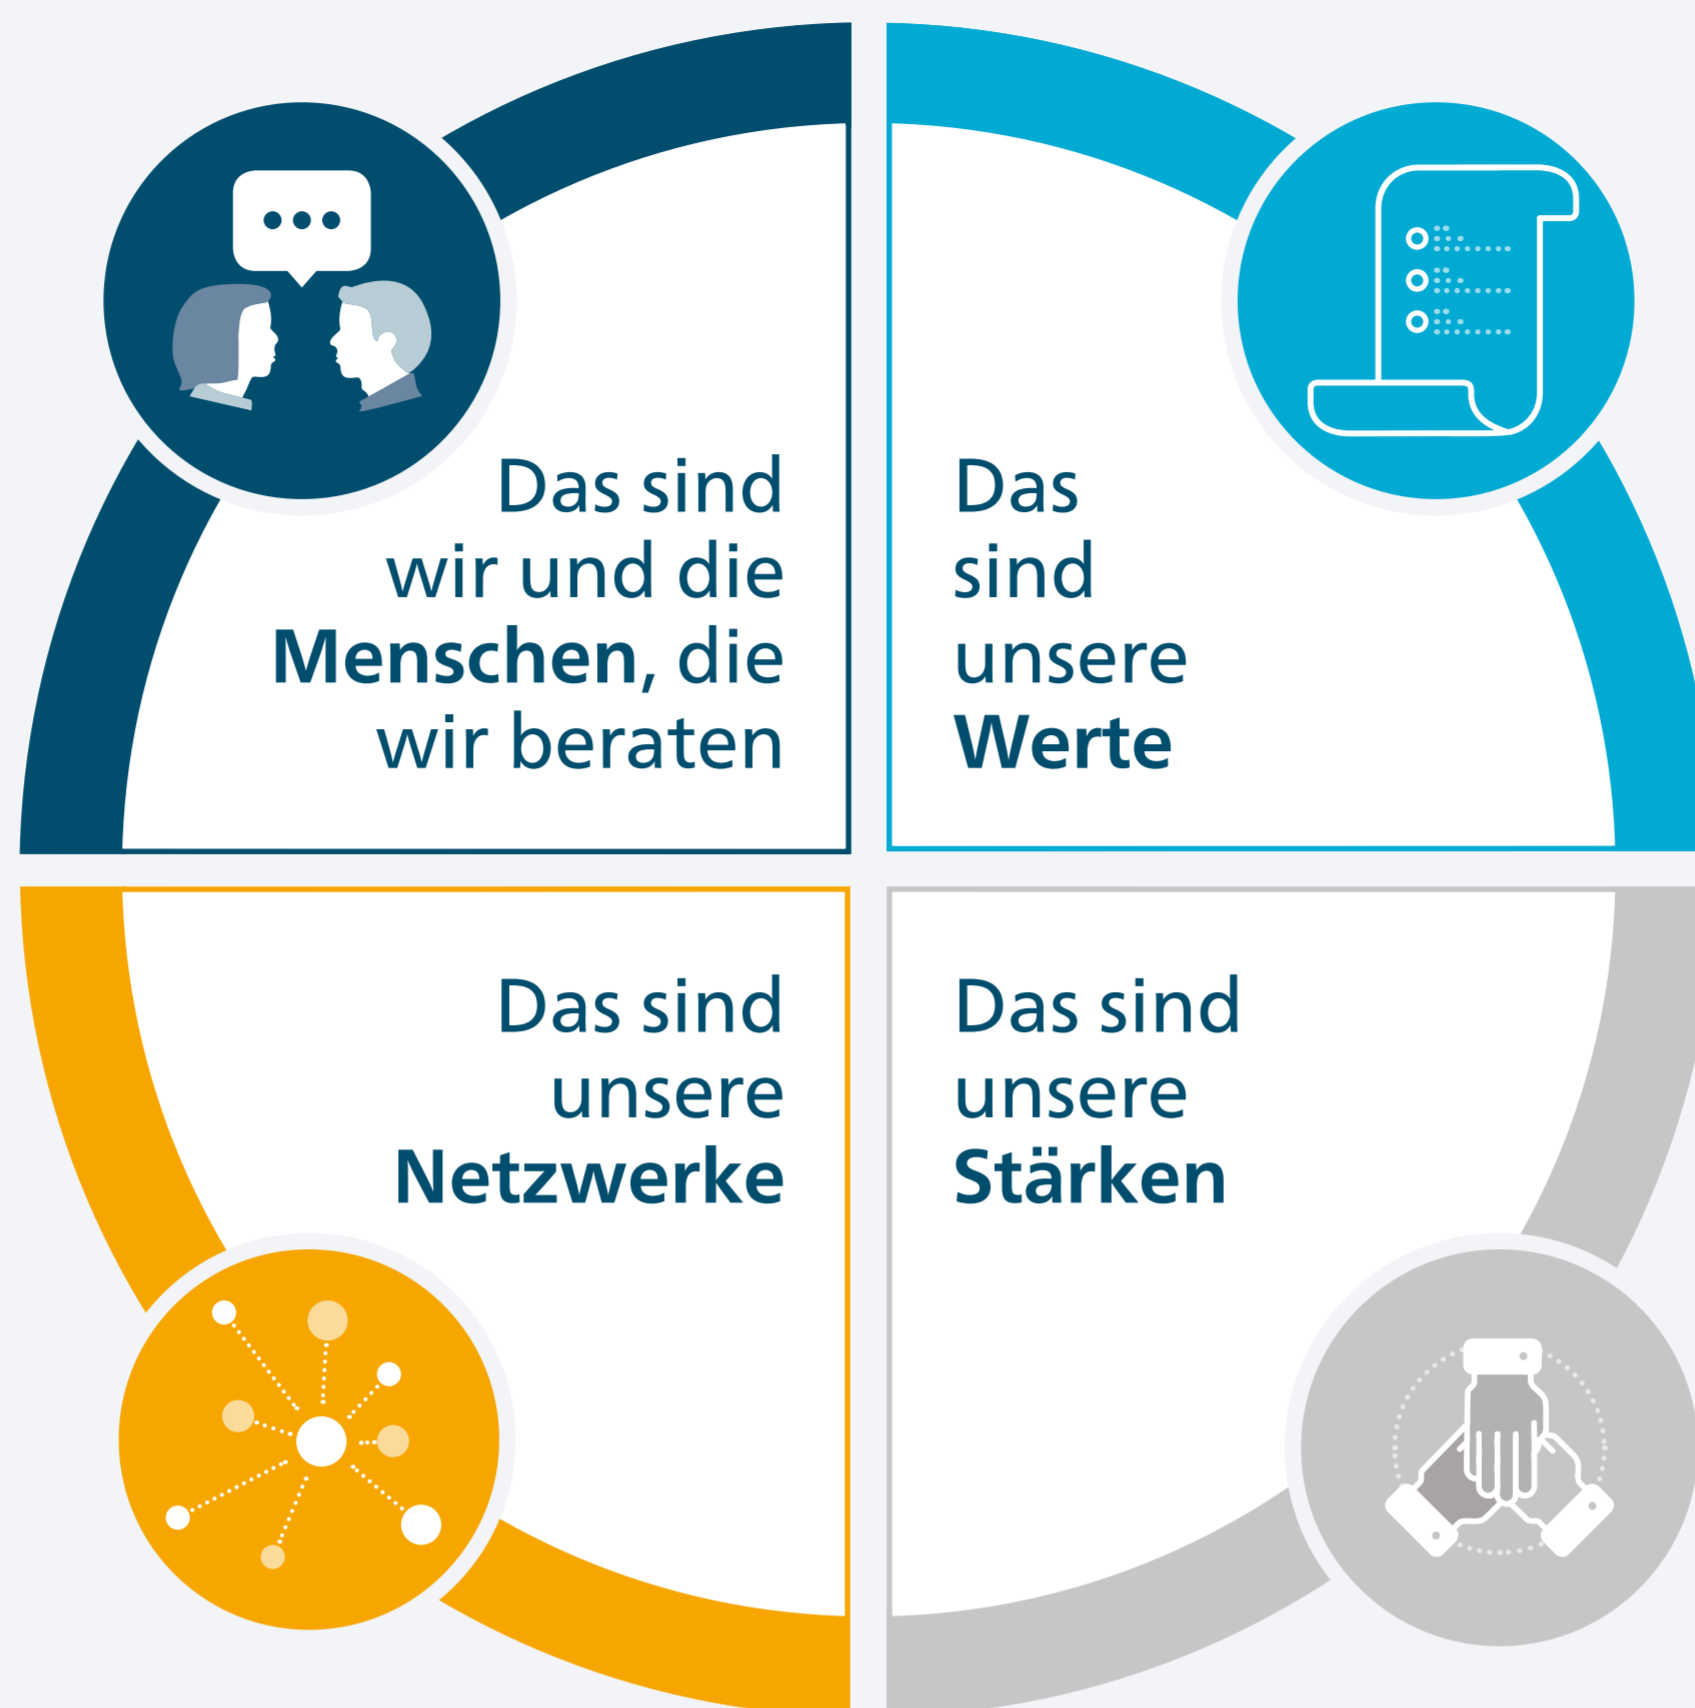 Das sind
wir und die
Menschen, die
wir beraten
Das
sind
unsere
Werte
Das sind
unsere
Netzwerke
Das sind
unsere
Stärken